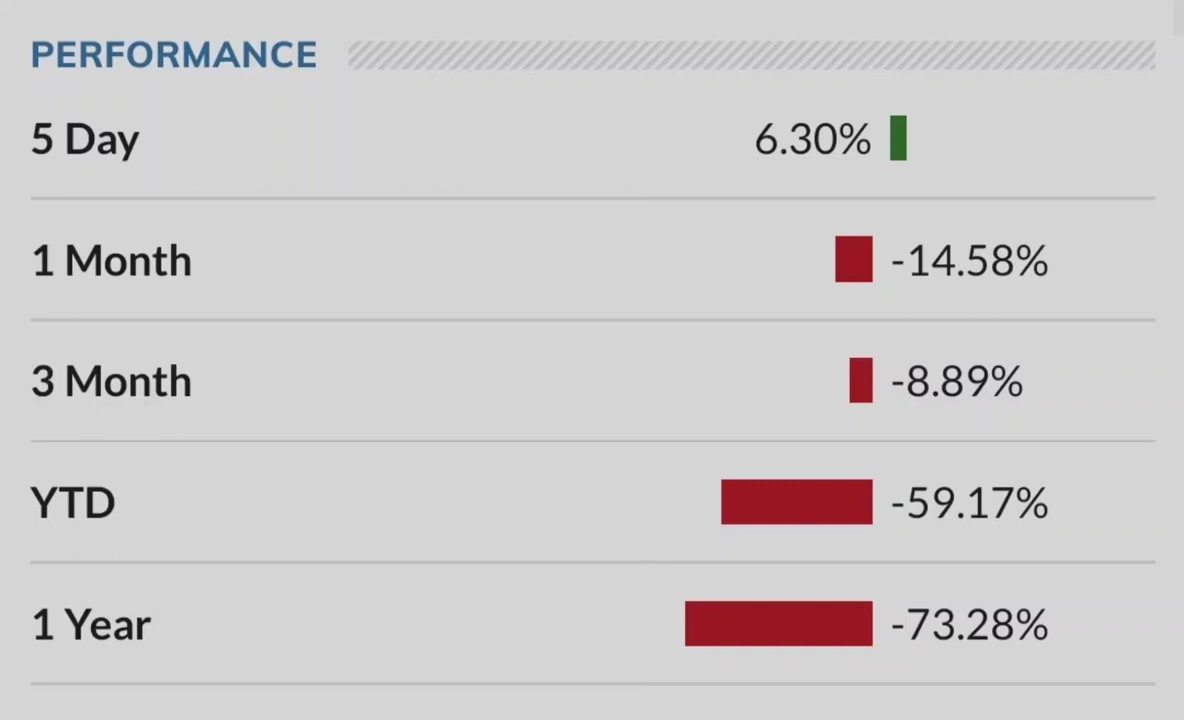 PERFORMANCE
5 Day 6.30%
1 Month -14.58%
3 Month -8.89%
YTD -59.17%
1 Year -73.28%